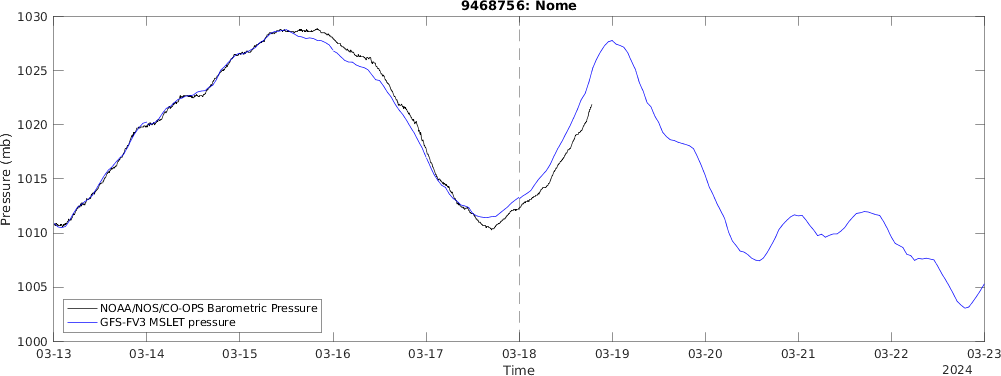 9468756: Nome
1030
1025
1020
1015
1010
1005
1000
Pressure (mb)
NOAA/NOS/CO-OPS Barometric Pressure
GFS-FV3 MSLET pressure
03-13 03-14 03-15 03-16 03-17 03-18 03-19 03-20 03-21 03-22 03-23
Time
2024